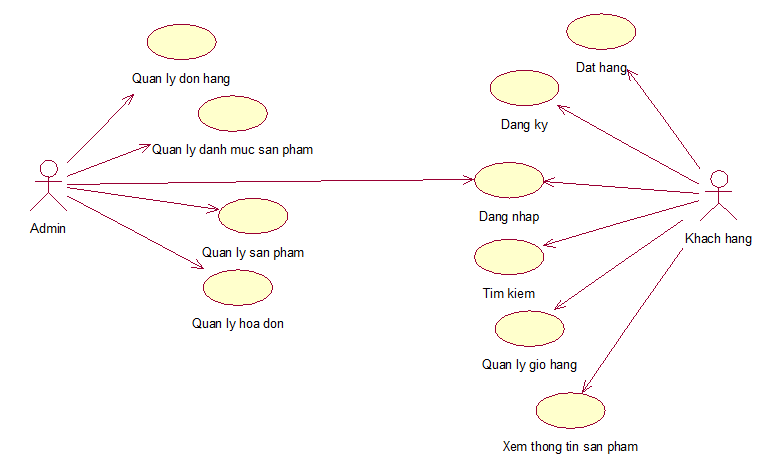 Quan ly don hang
Quan ly danh muc san pham
Admin
Quan ly san pham
Quan ly hoa don
Dat hang
Dang ky
Dang nhap
Khach hang
Tim kiem
Quan ly gio hang
Xem thong tin san pham